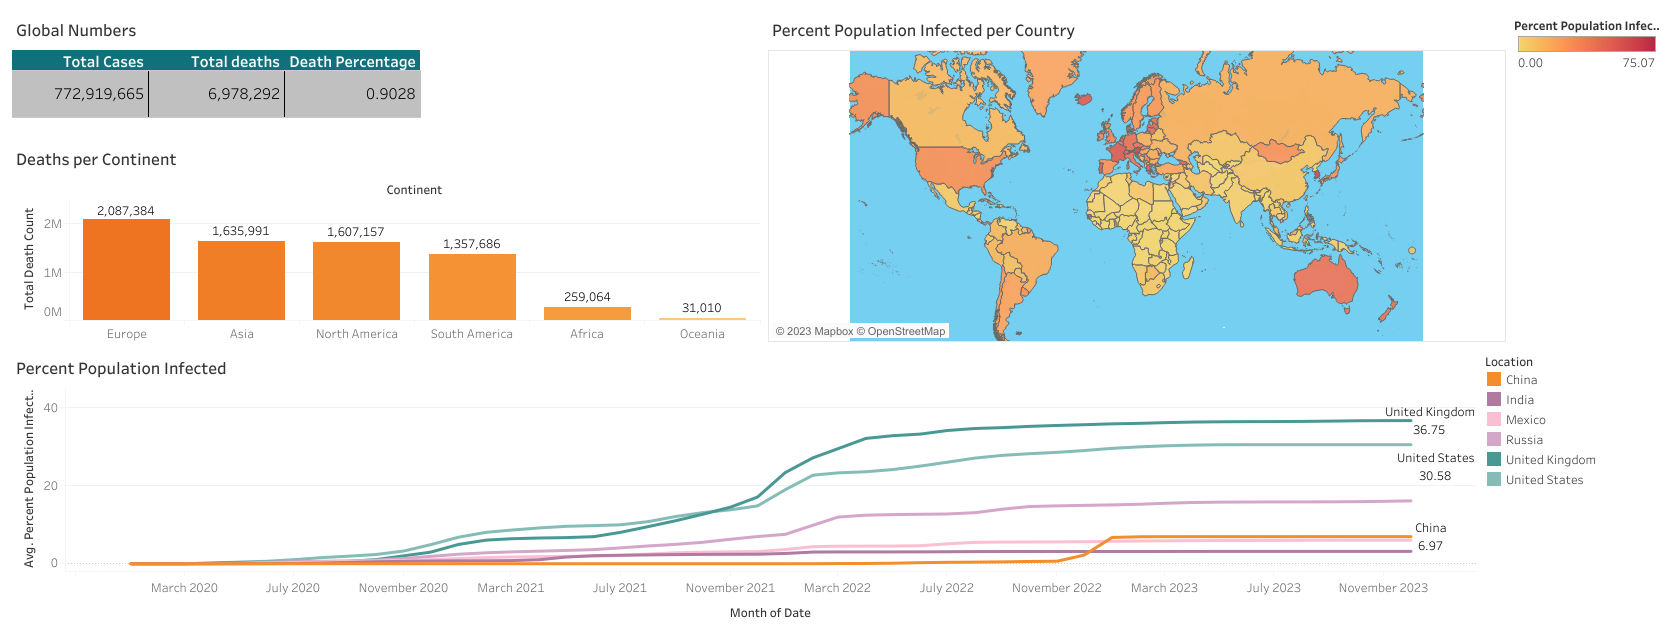 Global Numbers
Total Cases Total deaths Death Percentage
772,919,665 6,978,292 0.9028
Deaths per Continent
Continent
Total Death Count
2M
1M
0M
2,087,384
1,635,991
1,607,157
1,357,686
259,064
31,010
Europe Asia North America South America Africa Oceania
Percent Population Infected per Country
© 2023 Mapbox © OpenStreetMap
Percent Population Infec..
0.00 75.07
Percent Population Infected
Avg. Percent Population Infect..
40
20
0
United Kingdom
36.75
United States
30.58
China
6.97
March 2020 July 2020 November 2020 March 2021 July 2021 November 2021 March 2022 July 2022 November 2022 March 2023 July 2023 November 2023
Month of Date
Location
China
India
Mexico
Russia
United Kingdom
United States